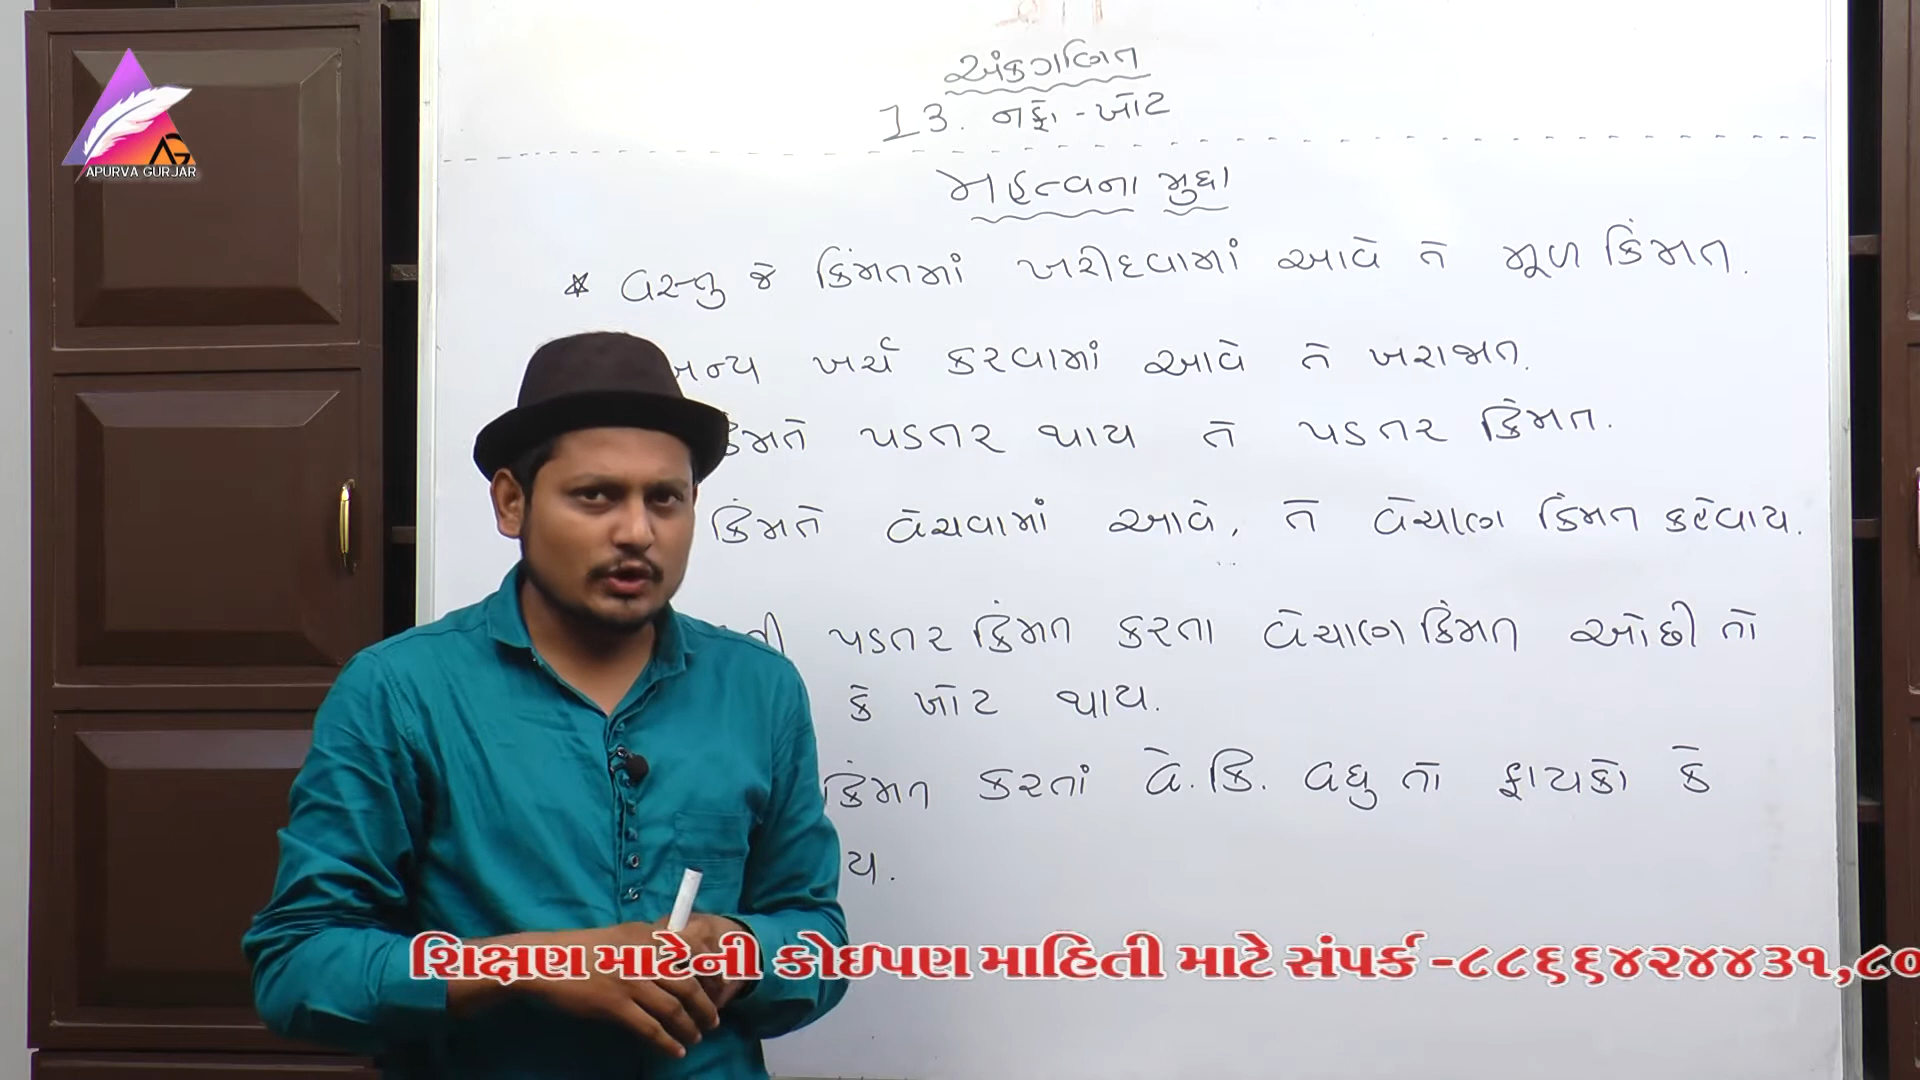 અંકગણિત
13. નફો - ખોટ
મહત્વના મુદ્દા
* વસ્તુ જે કિંમતમાં ખરીદવામાં આવે તે મૂળ કિંમત.
ખર્ચ કરવામાં આવે તે ખરાજાત.
પડતર થાય તે પડતર કિંમત.
કિંમતે વેચવામાં આવે, તે વેચાણ કિંમત કહેવાય.
પડતર કિંમત કરતા વેચાણ કિંમત ઓછી તો
કે ખોટ થાય.
કિંમત કરતાં વે.કિ. વધુ તો ફાયદો કે
AG
APURVA GURJAR
શિક્ષણ માટેની કોઇપણ માહિતી માટે સંપર્ક -૮૮૬૬૪૨૪૪૩૧,૮૦